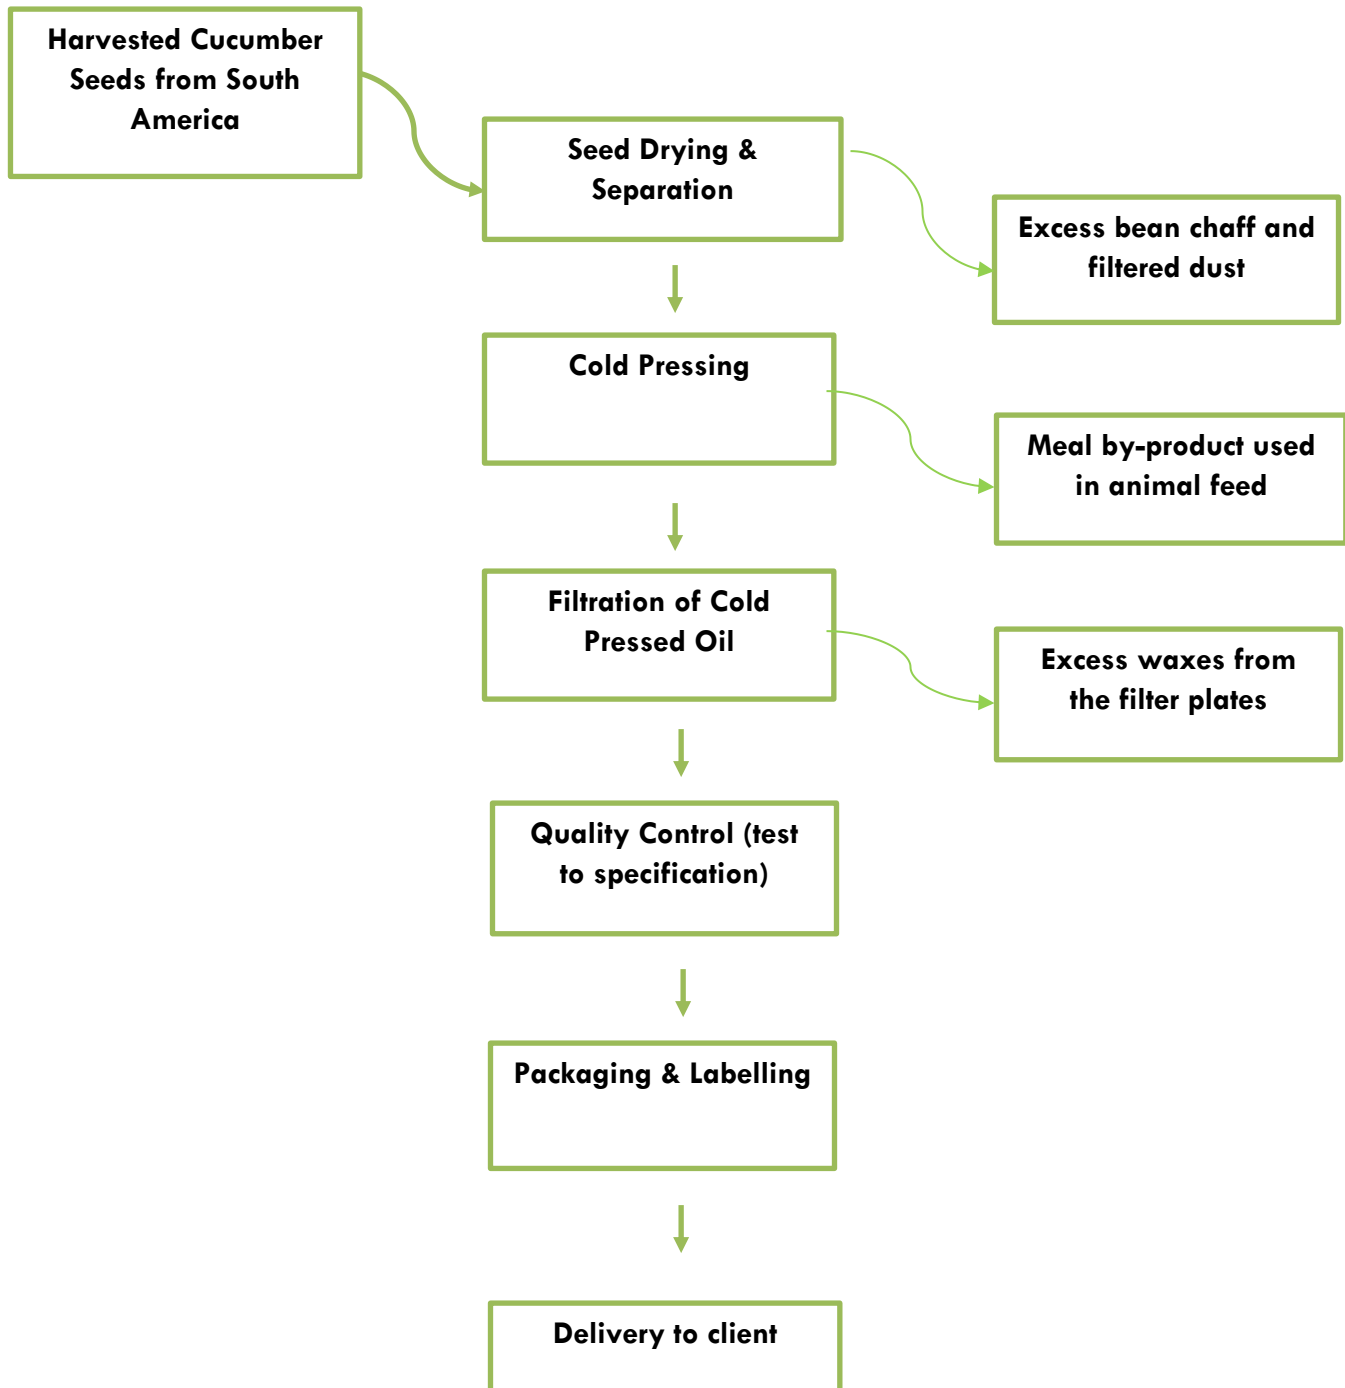 Harvested Cucumber
Seeds from South
America
Seed Drying &
Separation
Excess bean chaff and
filtered dust
Cold Pressing
Meal by-product used
in animal feed
Filtration of Cold
Pressed Oil
Excess waxes from
the filter plates
Quality Control (test
to specification)
Packaging & Labelling
Delivery to client